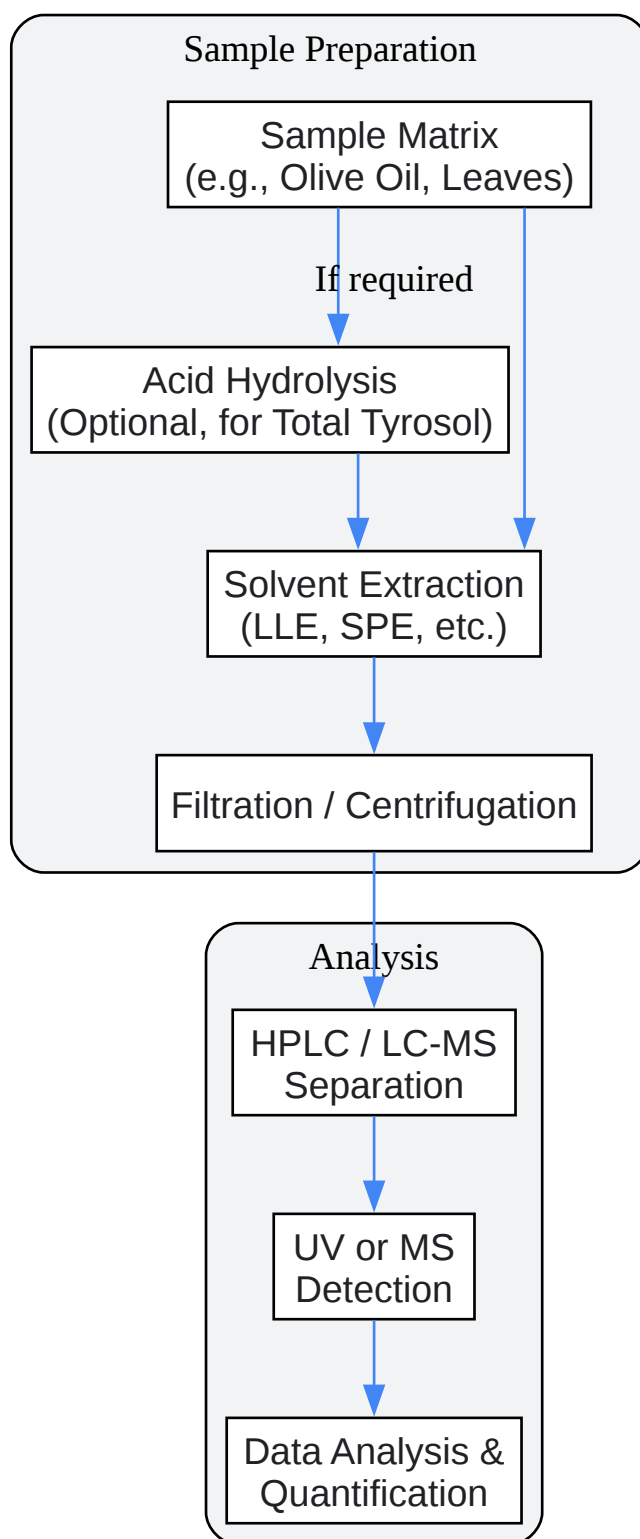 Sample Preparation
Sample Matrix
(e.g., Olive Oil, Leaves)
If required
Acid Hydrolysis
(Optional, for Total Tyrosol)
Solvent Extraction
(LLE, SPE, etc.)
Filtration / Centrifugation
Analysis
HPLC / LC-MS
Separation
UV or MS
Detection
Data Analysis &
Quantification